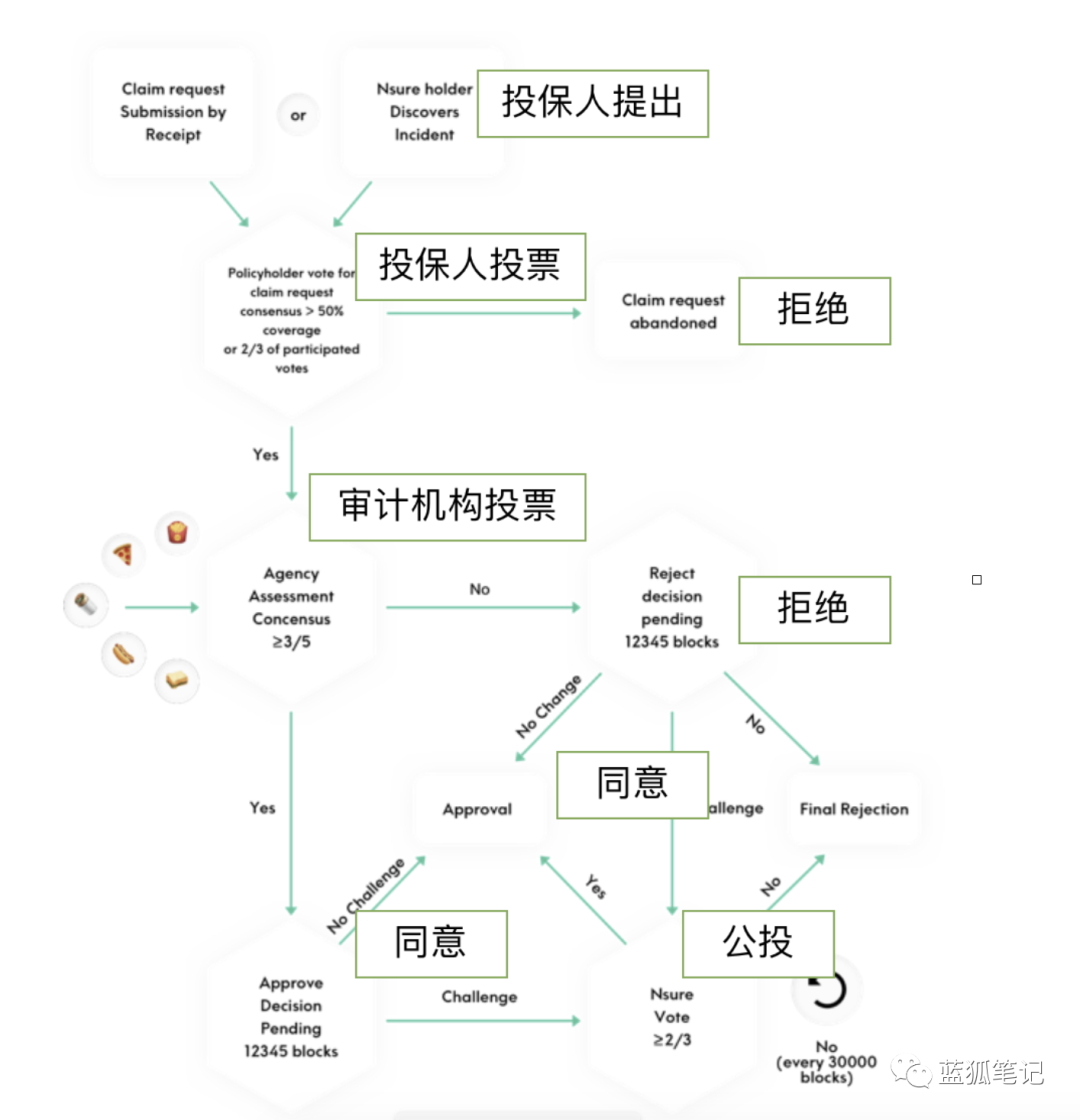 Claim request
Submission by
Receipt
or
Nsure holder
Discovers
Incident
投保人提出
Policyholder vote for
claim request
consensus > 50%
coverage
or 2/3 of participated
votes
投保人投票
Claim request
abandoned
拒绝
Yes
审计机构投票
Agency
Assessment
Concensus
≥3/5
No
Reject
decision
pending
12345 blocks
拒绝
No Change
No
Yes
Approval
同意
allenge
Final Rejection
No Challenge
Yes
No
同意
公投
Approve
Decision
Pending
12345 blocks
Challenge
Nsure
Vote
≥2/3
No
(every 30000
blocks)
蓝狐笔记